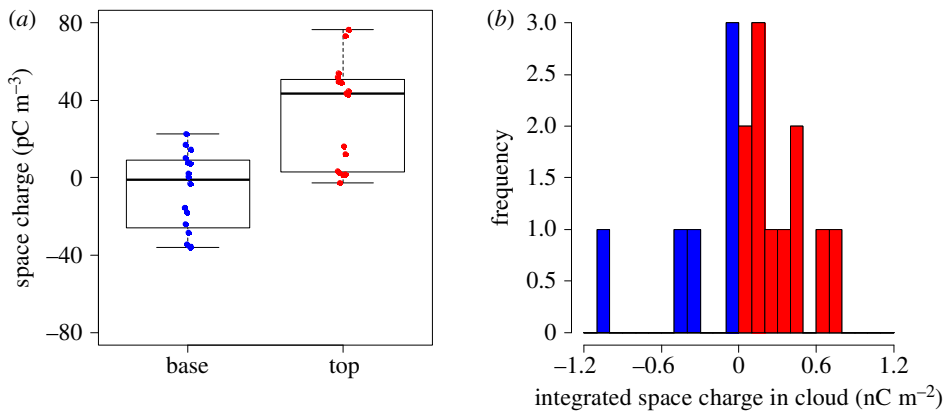 (a)
space charge (pC m⁻³)
80
40
0
−40
−80
base top
(b)
frequency
3.0
2.5
2.0
1.5
1.0
0.5
0
−1.2 −0.6 0 0.6 1.2
integrated space charge in cloud (nC m⁻²)